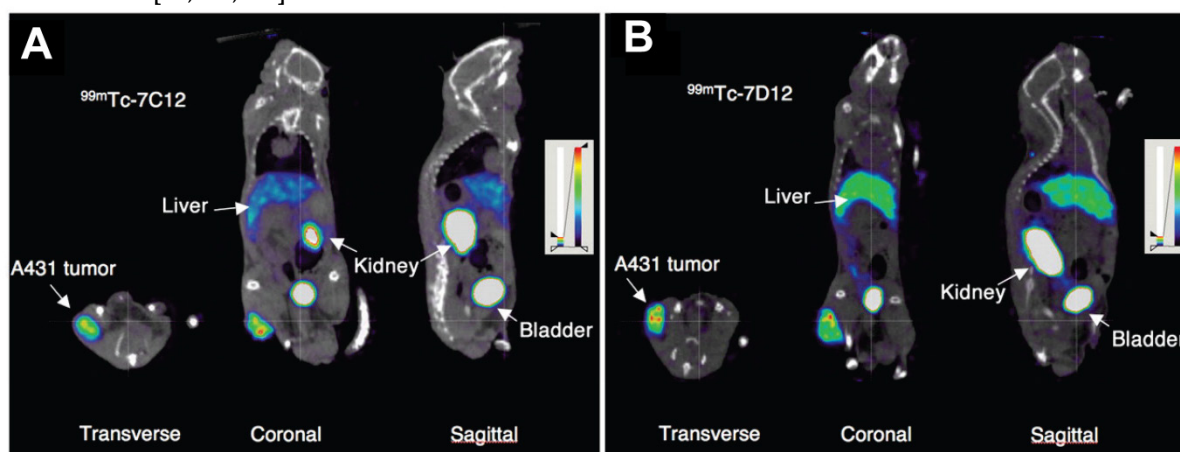 A
99mTc-7C12
Liver
Kidney
A431 tumor
Bladder
Transverse
Coronal
Sagittal
B
99mTc-7D12
Liver
A431 tumor
Kidney
Bladder
Transverse
Coronal
Sagittal